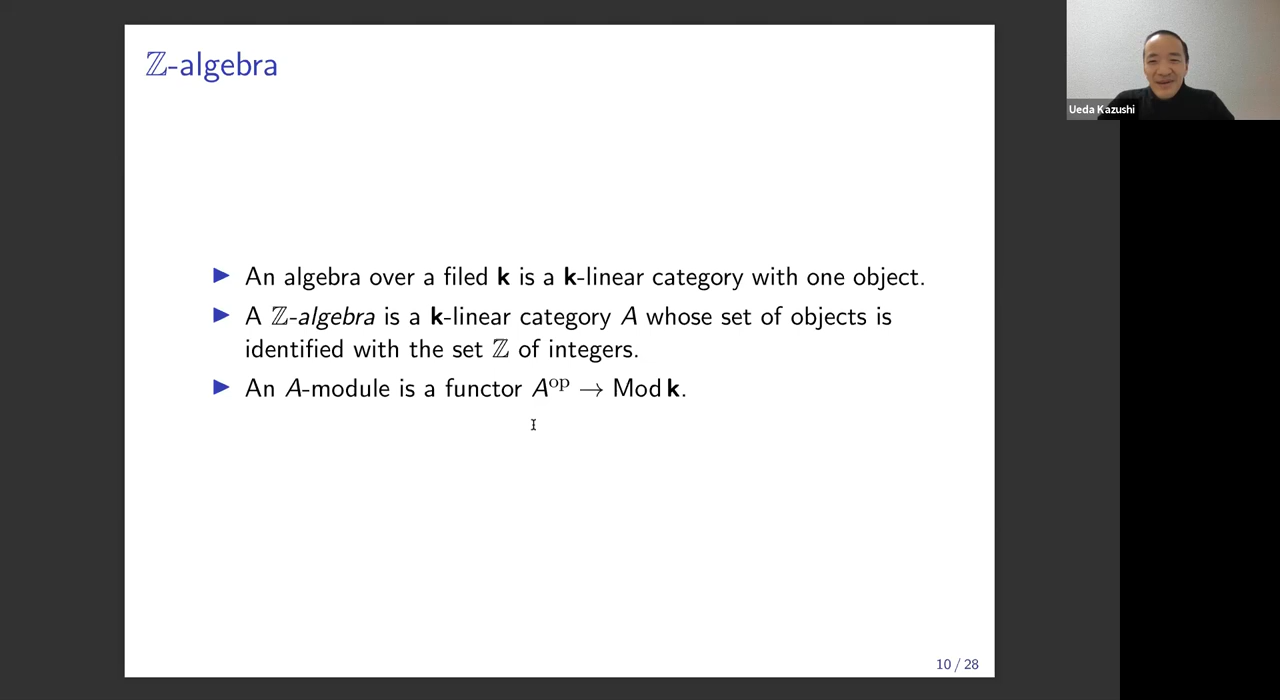 ℤ-algebra
Ueda Kazushi
▶ An algebra over a filed k is a k-linear category with one object.
▶ A ℤ-algebra is a k-linear category A whose set of objects is
identified with the set ℤ of integers.
▶ An A-module is a functor A^op → Mod k.
10 / 28